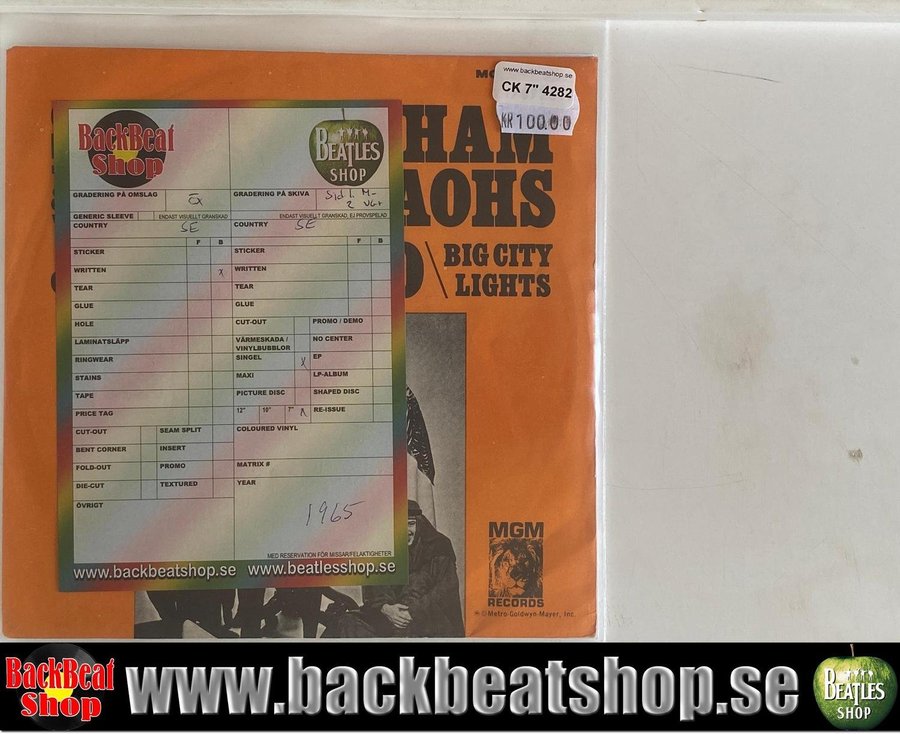 www.backbeatshop.se
CK 7" 4282
KR100.00
HAM
AOHS
BIG CITY
LIGHTS
BackBeat
Shop
BEATLES
SHOP
GRADERING PÅ OMSLAG
GRADERING PÅ SKIVA
Sid 1. M-
2 VG+
GENERIC SLEEVE
ENDAST VISUELLT GRANSKAD
ENDAST VISUELLT GRANSKAD, EJ PROVSPELAD
COUNTRY SE
COUNTRY SE
F B
F B
STICKER
STICKER
WRITTEN x
WRITTEN
TEAR
TEAR
GLUE
GLUE
HOLE
CUT-OUT
PROMO / DEMO
LAMINATSLÄPP
VÄRMESKADA /
VINYLBUBBLOR
NO CENTER
RINGWEAR
SINGEL x
EP
STAINS
MAXI
LP-ALBUM
TAPE
PICTURE DISC
SHAPED DISC
PRICE TAG
12" 10" 7" x
RE-ISSUE
CUT-OUT
SEAM SPLIT
COLOURED VINYL
BENT CORNER
INSERT
FOLD-OUT
PROMO
MATRIX #
DIE-CUT
TEXTURED
YEAR
ÖVRIGT
1965
MED RESERVATION FÖR MISSAR/FELAKTIGHETER
www.backbeatshop.se www.beatlesshop.se
MGM
RECORDS
© Metro-Goldwyn-Mayer, Inc.
BackBeat
Shop
www.backbeatshop.se
BEATLES
SHOP